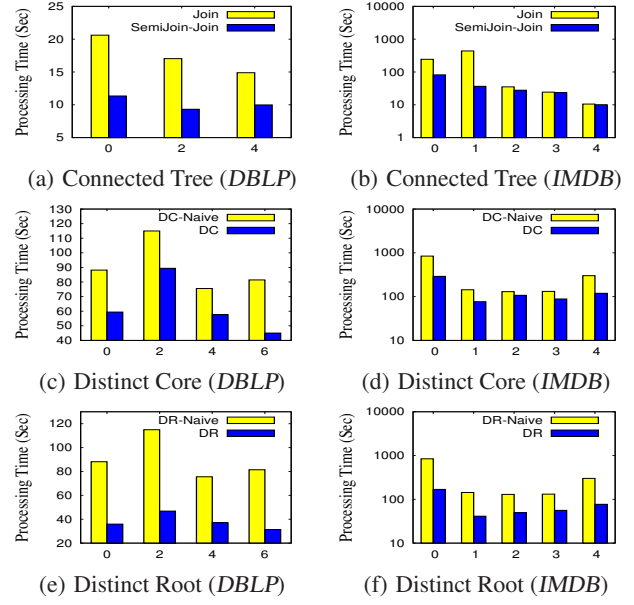 Processing Time (Sec)
25
20
15
10
5
Join
SemiJoin-Join
0 2 4
(a) Connected Tree (DBLP)
Processing Time (Sec)
1000
100
10
1
Join
SemiJoin-Join
0 1 2 3 4
(b) Connected Tree (IMDB)
Processing Time (Sec)
130
120
110
100
90
80
70
60
50
40
DC-Naive
DC
0 2 4 6
(c) Distinct Core (DBLP)
Processing Time (Sec)
1000
100
10
DC-Naive
DC
0 1 2 3 4
(d) Distinct Core (IMDB)
Processing Time (Sec)
120
100
80
60
40
20
DR-Naive
DR
0 2 4 6
(e) Distinct Root (DBLP)
Processing Time (Sec)
1000
100
10
DR-Naive
DR
0 1 2 3 4
(f) Distinct Root (IMDB)